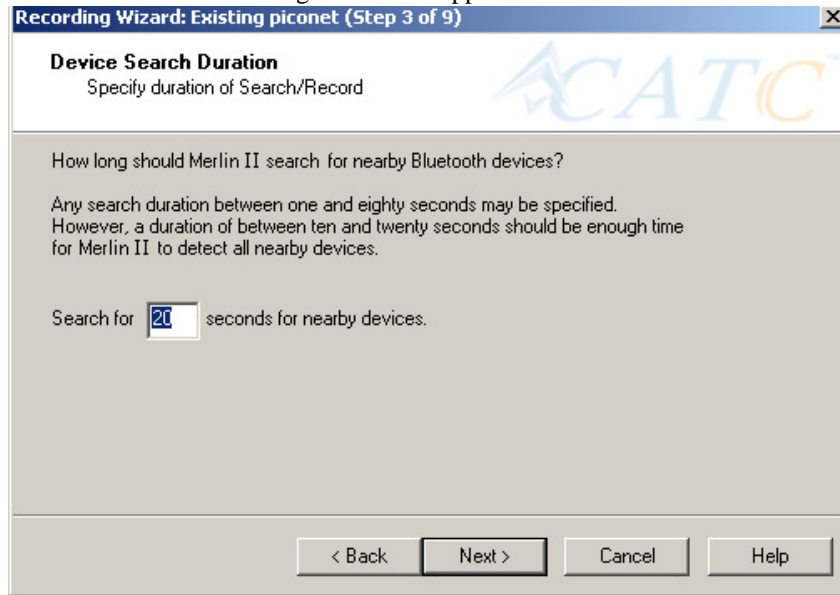 Recording Wizard: Existing piconet (Step 3 of 9)
Device Search Duration
Specify duration of Search/Record
CATC
How long should Merlin II search for nearby Bluetooth devices?
Any search duration between one and eighty seconds may be specified.
However, a duration of between ten and twenty seconds should be enough time
for Merlin II to detect all nearby devices.
Search for 20 seconds for nearby devices.
< Back Next > Cancel Help